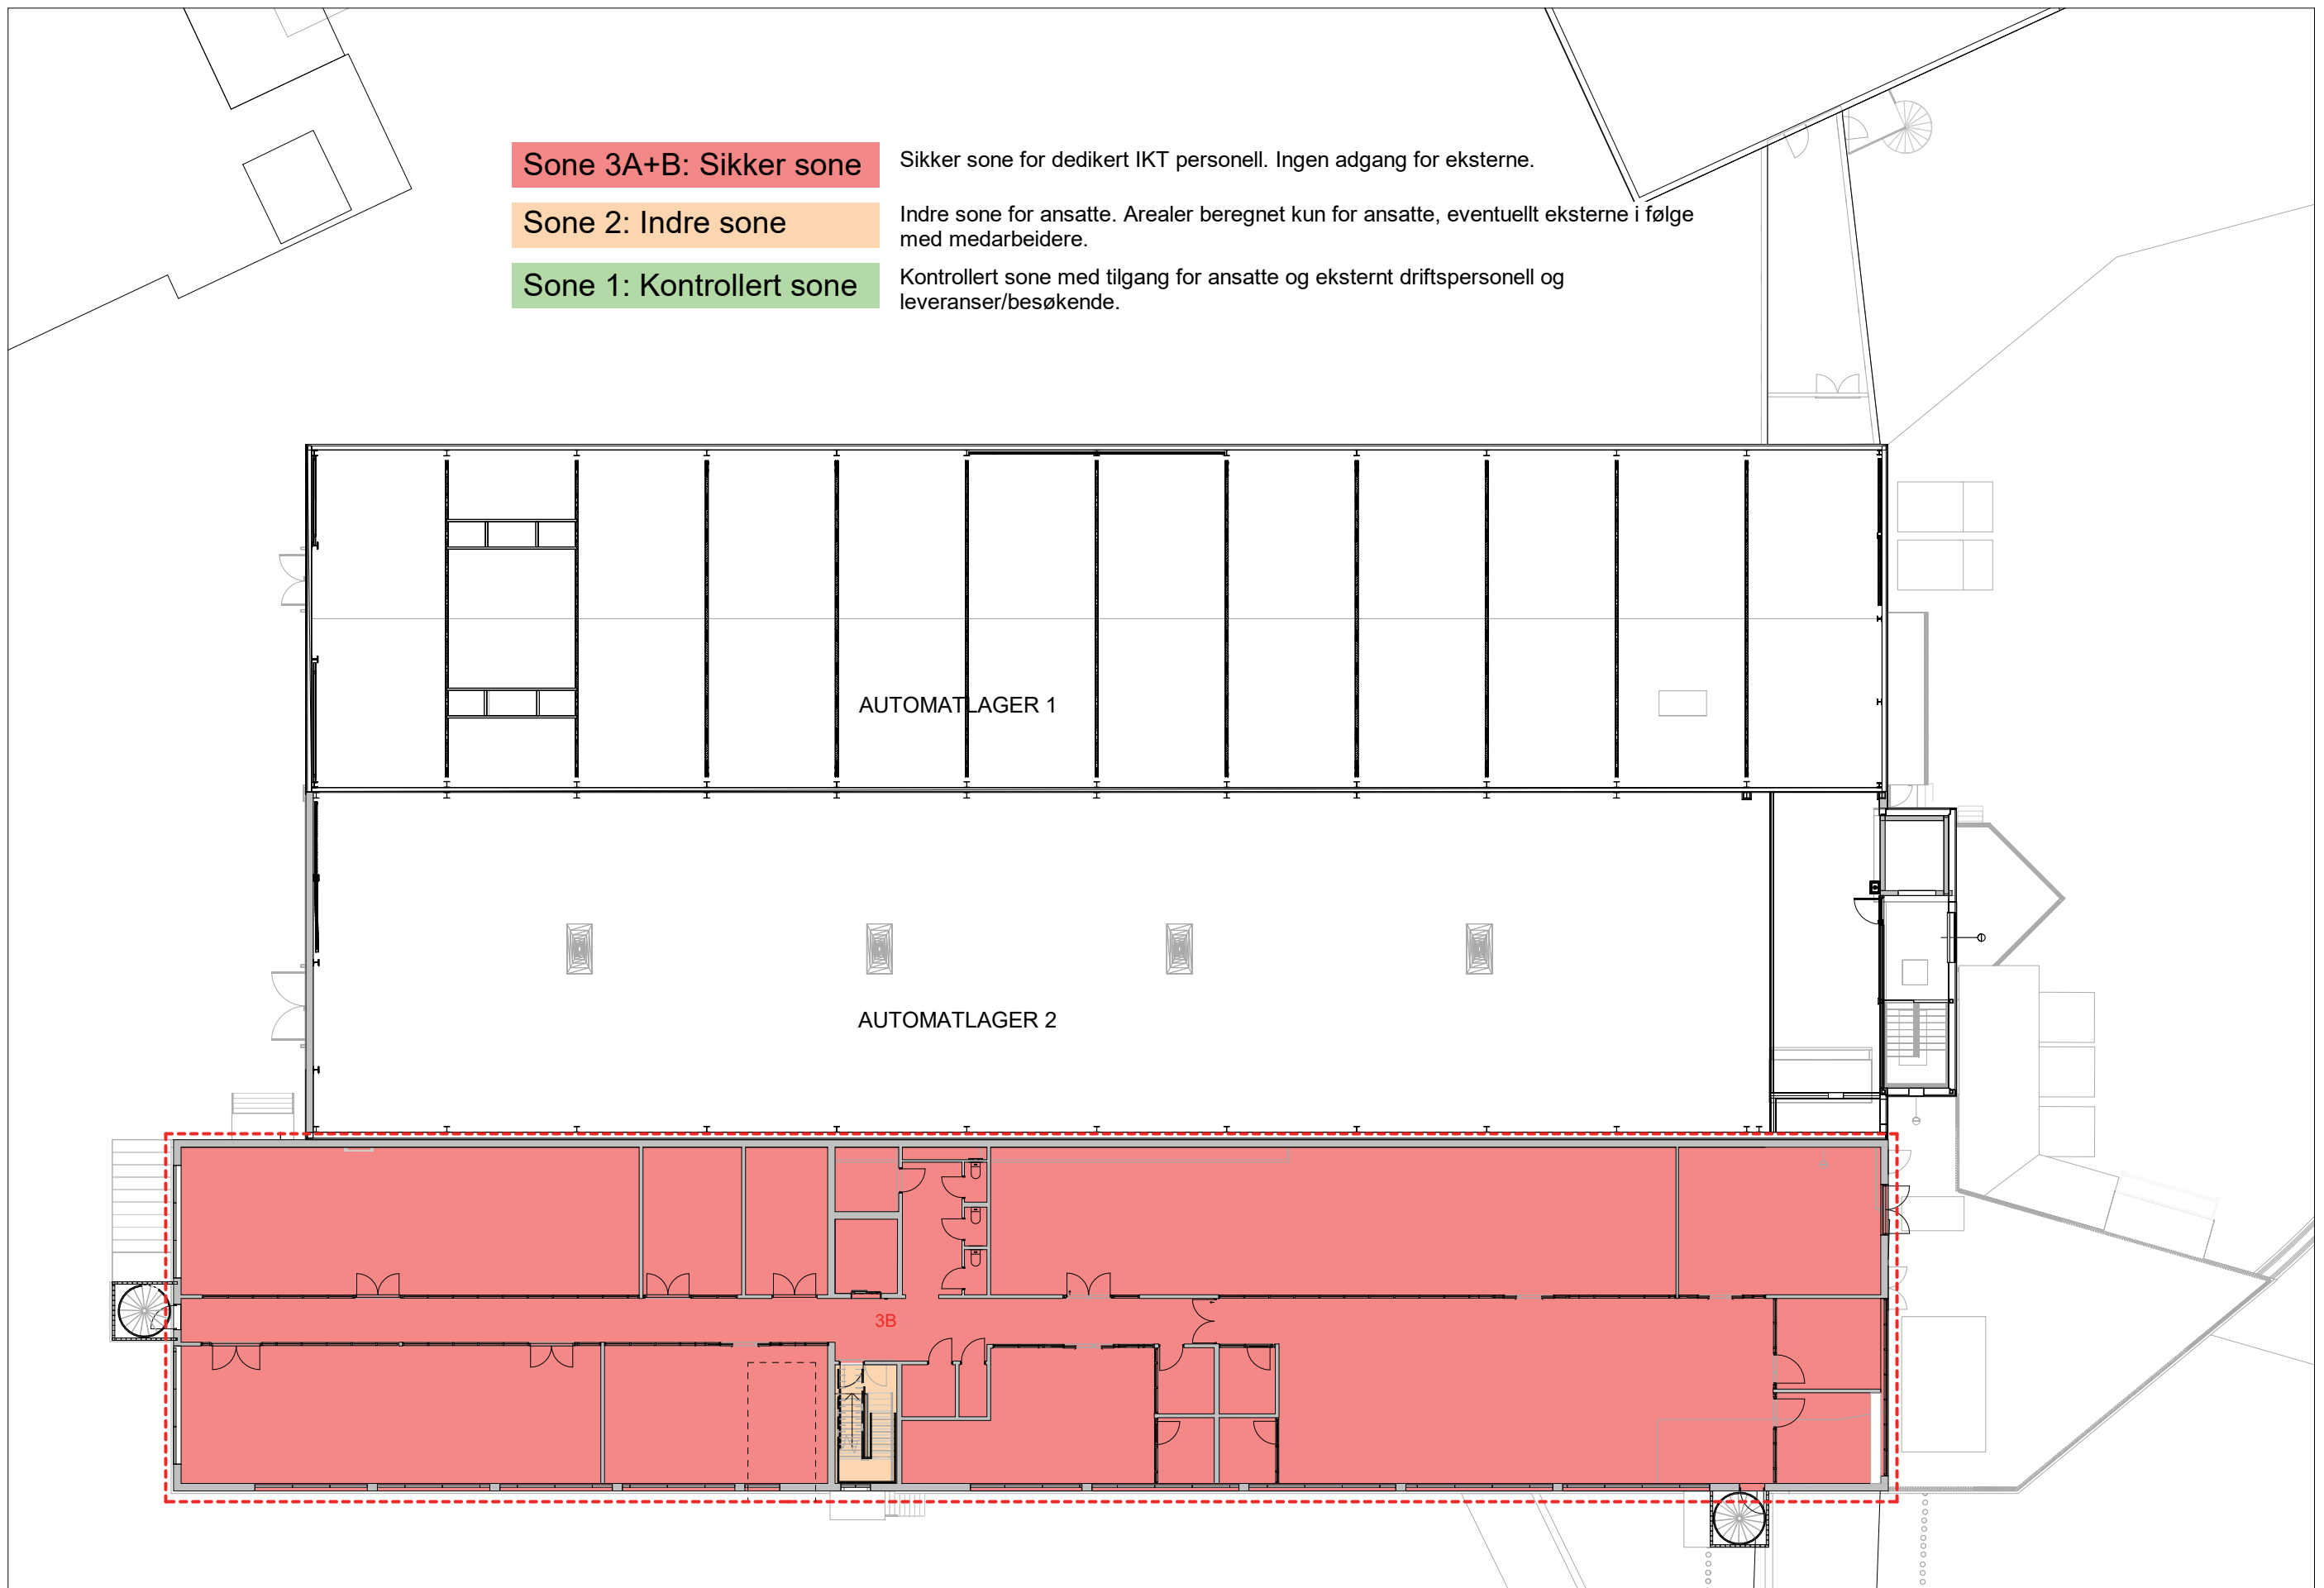 Sone 3A+B: Sikker sone
Sikker sone for dedikert IKT personell. Ingen adgang for eksterne.
Sone 2: Indre sone
Indre sone for ansatte. Arealer beregnet kun for ansatte, eventuellt eksterne i følge
med medarbeidere.
Sone 1: Kontrollert sone
Kontrollert sone med tilgang for ansatte og eksternt driftspersonell og
leveranser/besøkende.
AUTOMATLAGER 1
AUTOMATLAGER 2
3B